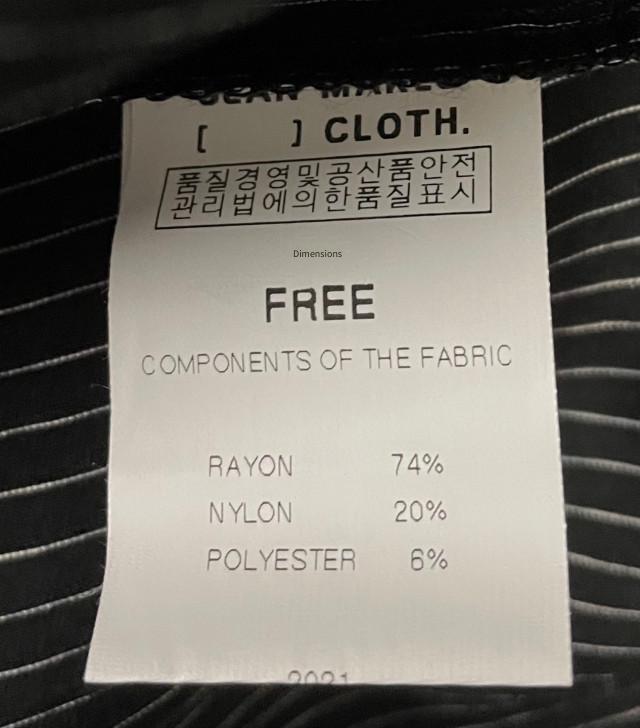 [ ] CLOTH.
품질경영및공산품안전
관리법에의한품질표시
Dimensions
FREE
COMPONENTS OF THE FABRIC
RAYON 74%
NYLON 20%
POLYESTER 6%
2021